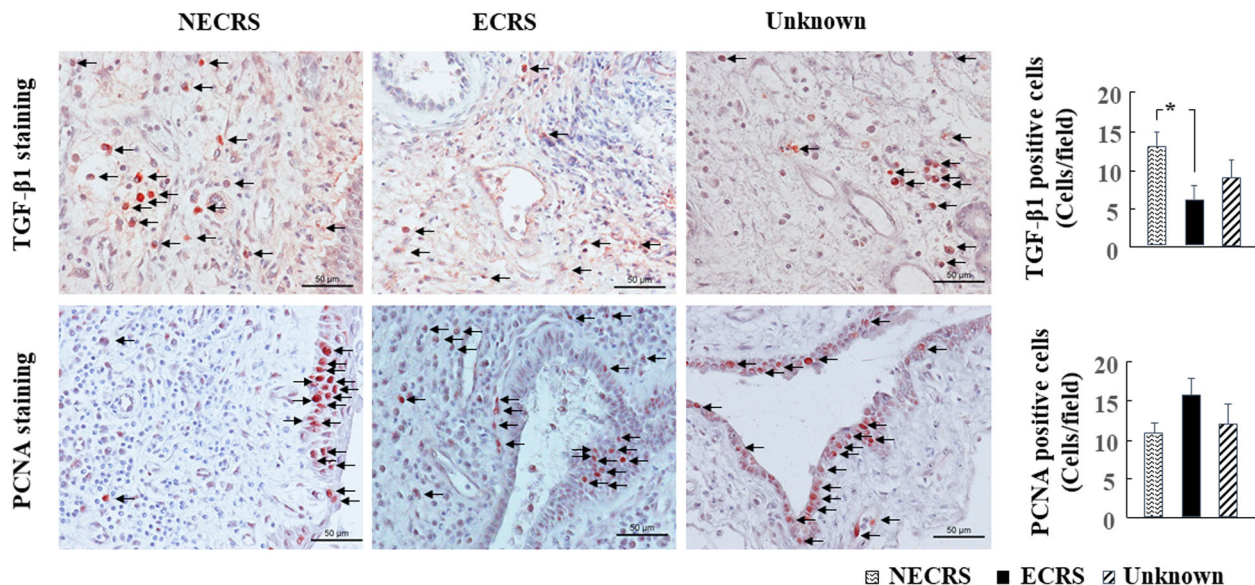 NECRS
ECRS
Unknown
TGF-β1 staining
50 µm
50 µm
50 µm
TGF-β1 positive cells
(Cells/field)
20
15
10
5
0
*
PCNA staining
50 µm
50 µm
50 µm
PCNA positive cells
(Cells/field)
20
15
10
5
0
NECRS
ECRS
Unknown